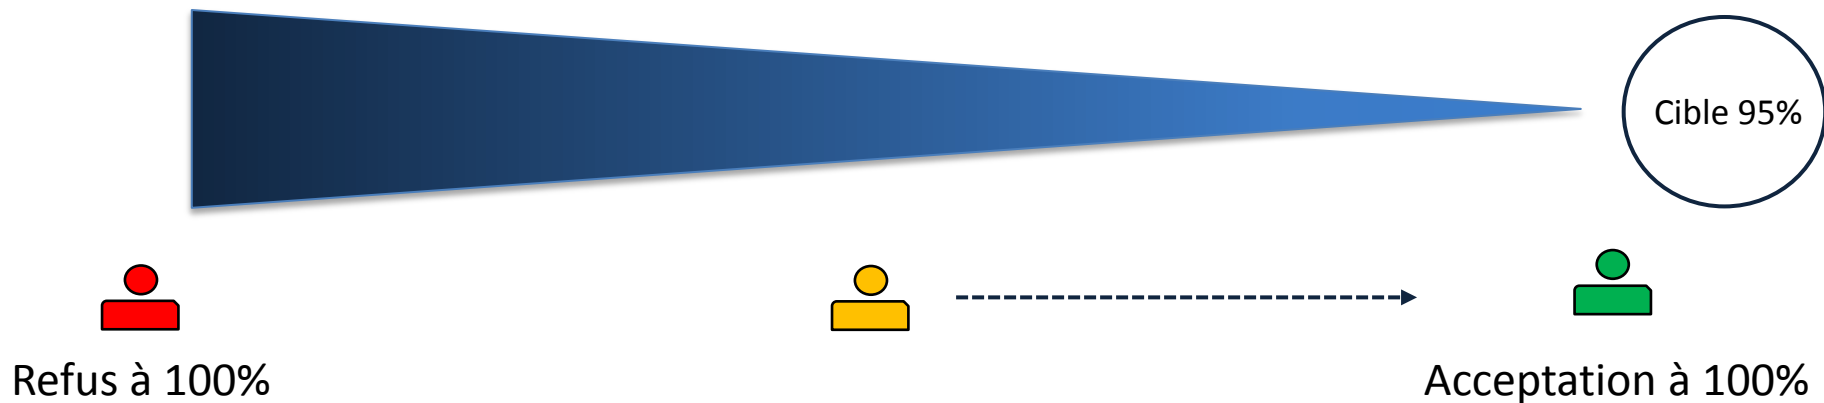 Cible 95%
Refus à 100%
Acceptation à 100%